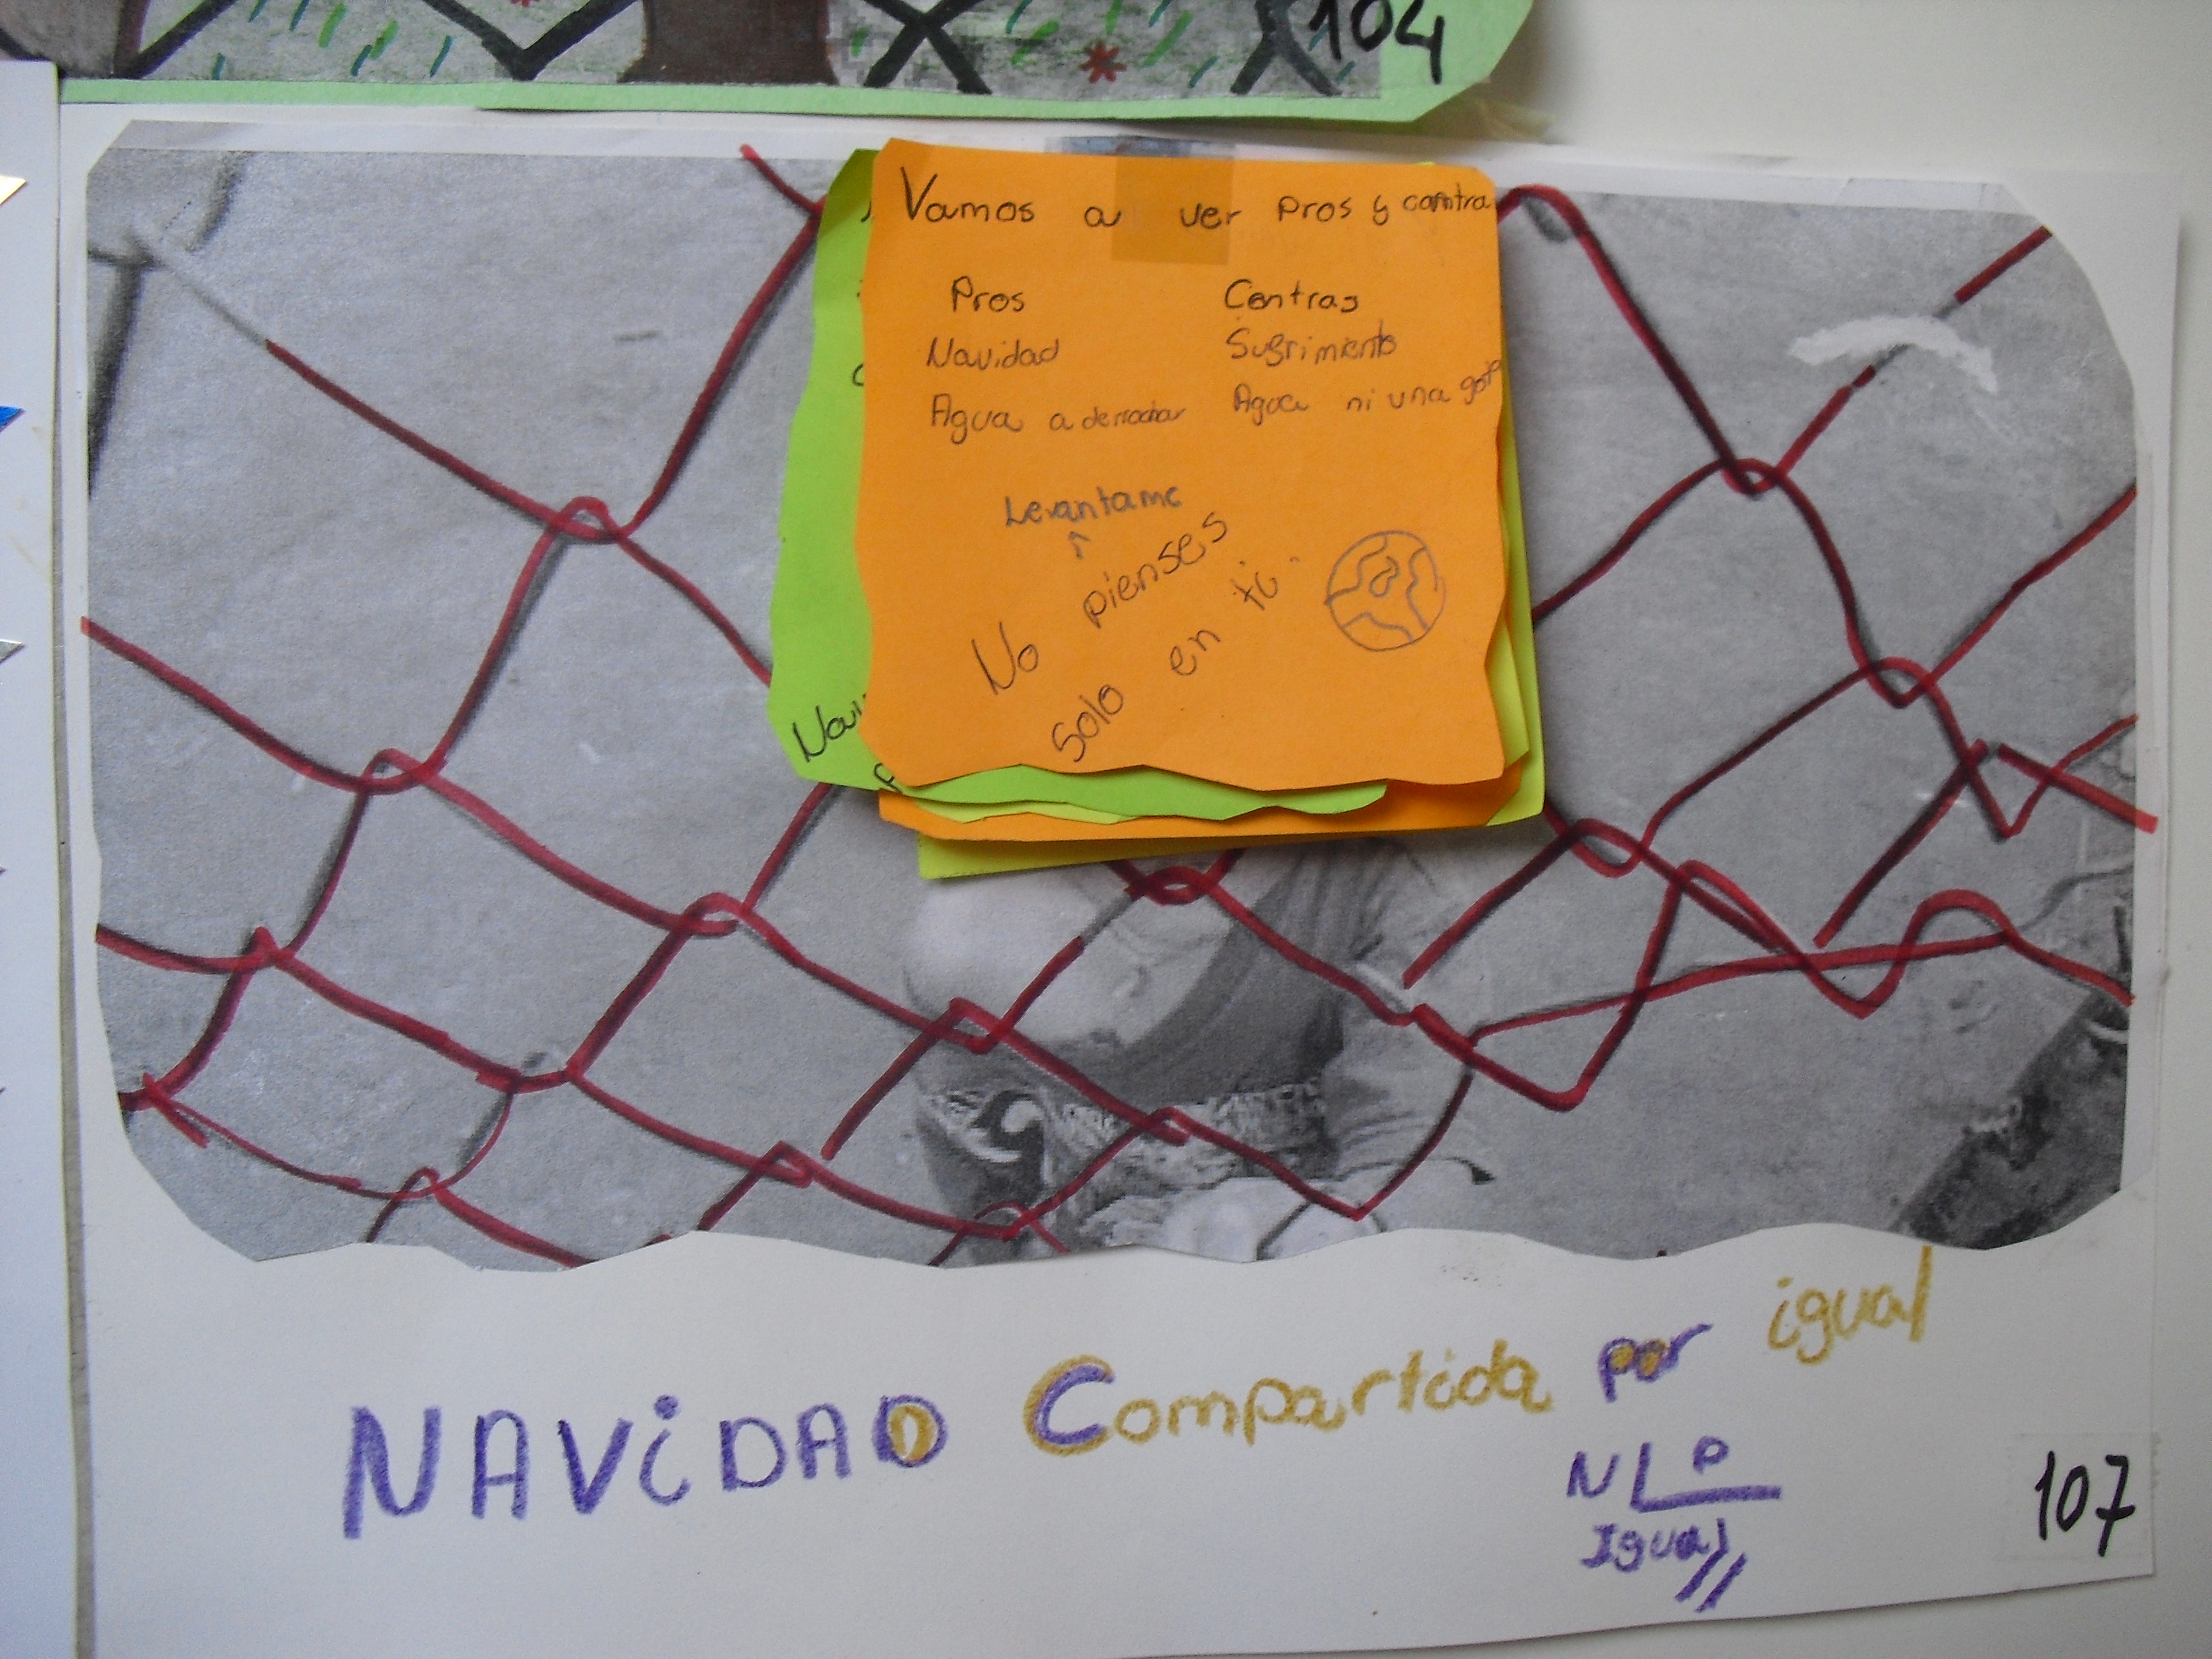 104
Vamos a ver pros y contra
Pros Contras
Navidad Sufrimiento
Agua a derrochar Agua ni una gota
Levantame
No pienses
solo en ti.
Navi
NAViDAD Compartida por igual
N P
Igual
107